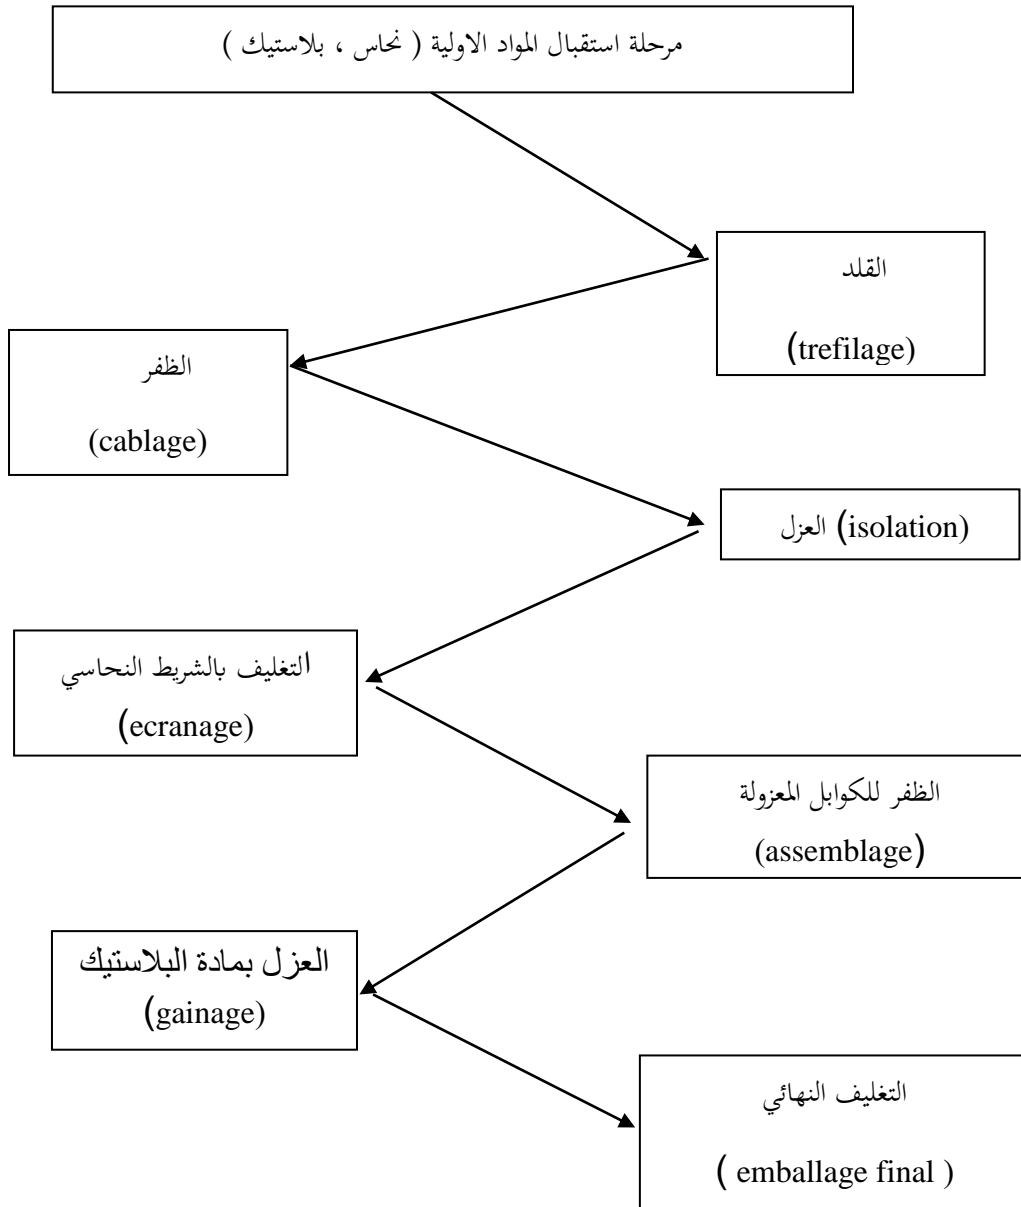 مرحلة استقبال المواد الاولية ( نحاس ، بلاستيك )
القلد
(trefilage)
الظفر
(cablage)
العزل (isolation)
التغليف بالشريط النحاسي
(ecranage)
الظفر للكوابل المعزولة
(assemblage)
العزل بمادة البلاستيك
(gainage)
التغليف النهائي
( emballage final )